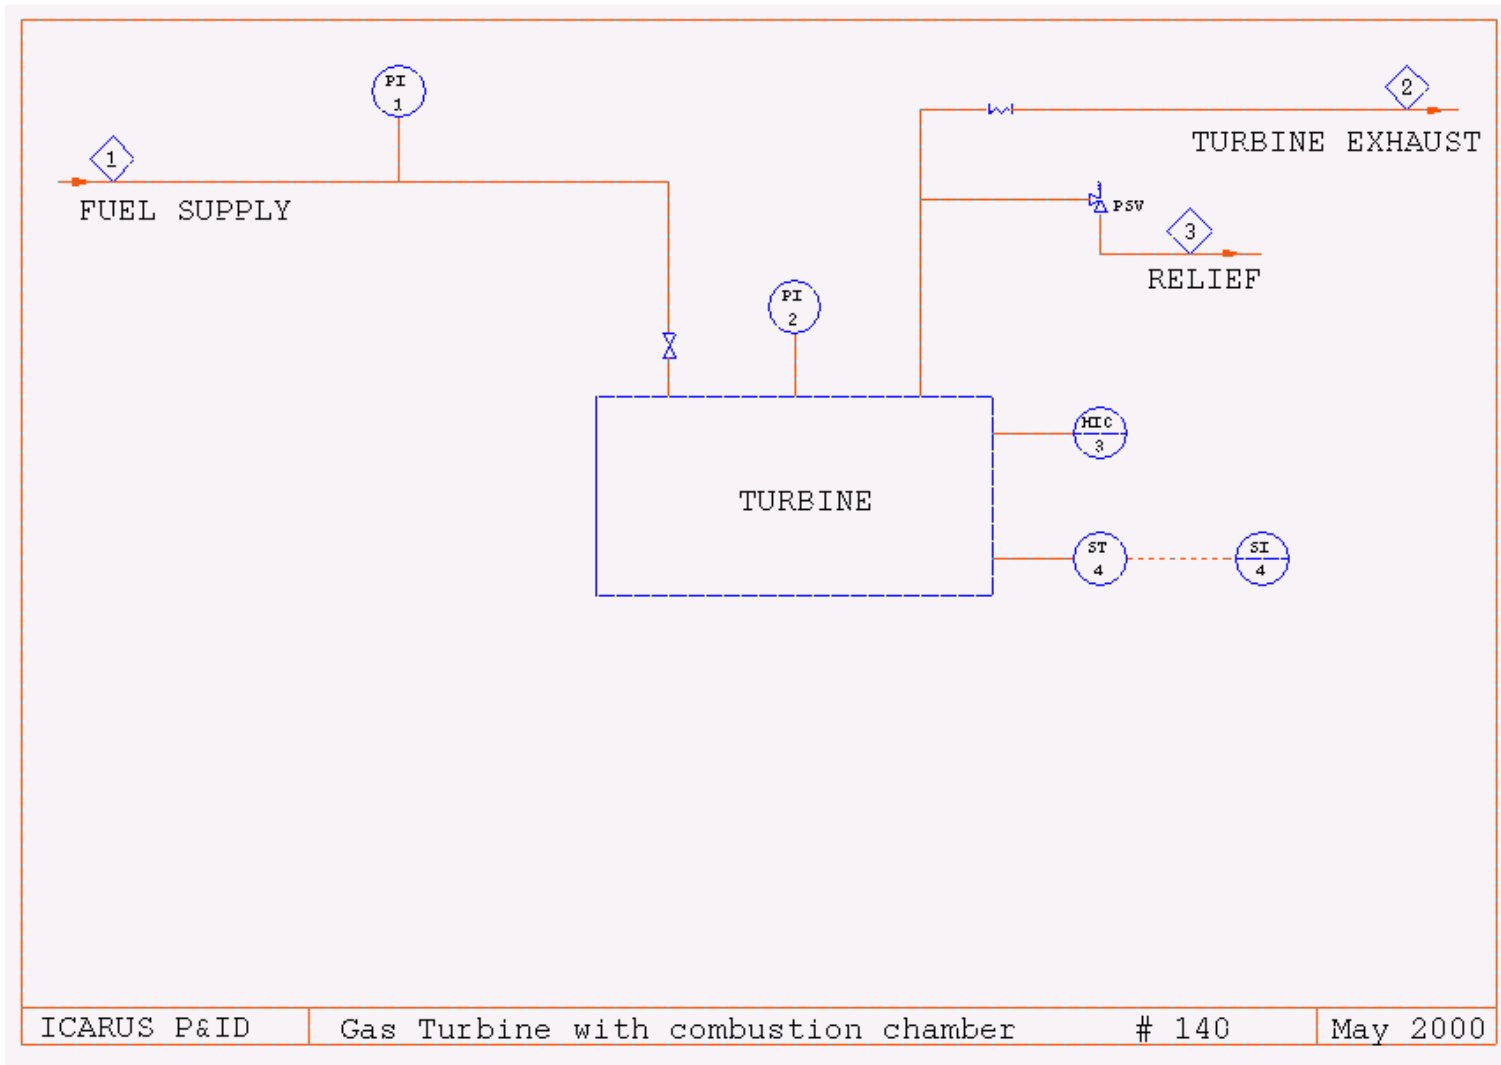 PI
1
2
1
TURBINE EXHAUST
FUEL SUPPLY
PSV
3
RELIEF
PI
2
HIC
3
TURBINE
ST
4
SI
4
ICARUS P&ID
Gas Turbine with combustion chamber # 140
May 2000